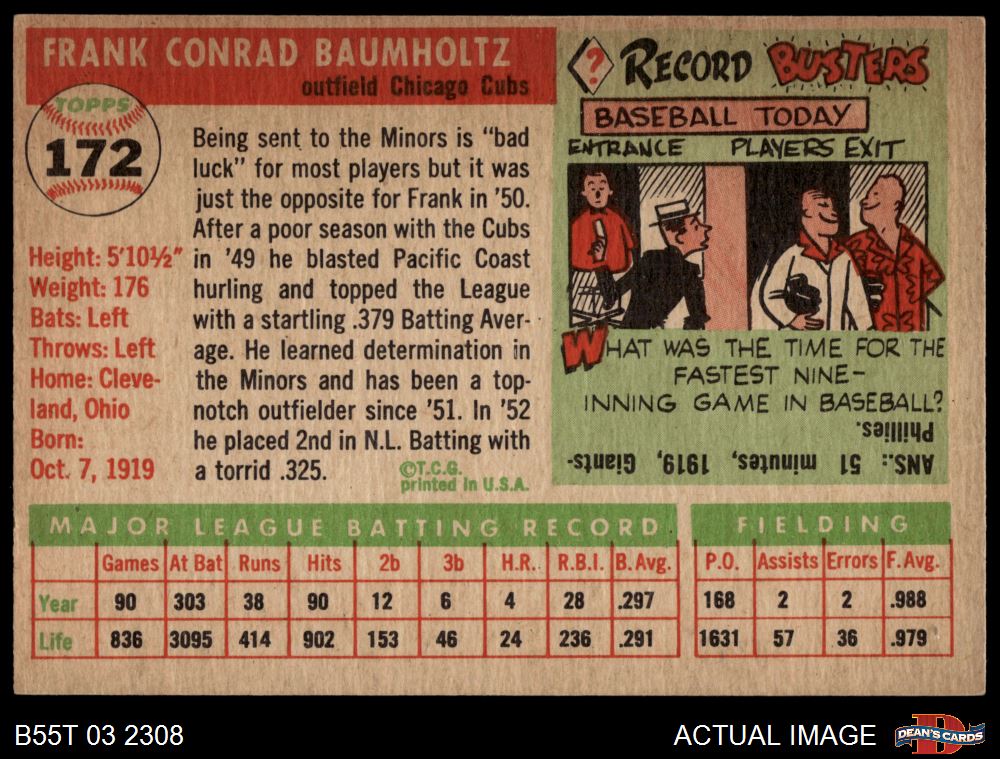 FRANK CONRAD BAUMHOLTZ
outfield Chicago Cubs
TOPPS
172
Height: 5'10½"
Weight: 176
Bats: Left
Throws: Left
Home: Cleve-
land, Ohio
Born:
Oct. 7, 1919
Being sent to the Minors is "bad
luck" for most players but it was
just the opposite for Frank in '50.
After a poor season with the Cubs
in '49 he blasted Pacific Coast
hurling and topped the League
with a startling .379 Batting Aver-
age. He learned determination in
the Minors and has been a top-
notch outfielder since '51. In '52
he placed 2nd in N.L. Batting with
a torrid .325.
©T.C.G.
printed in U.S.A.
? RECORD BUSTERS
BASEBALL TODAY
ENTRANCE PLAYERS EXIT
WHAT WAS THE TIME FOR THE
FASTEST NINE-
INNING GAME IN BASEBALL?
ANS.: 51 minutes, 1919, Giants-
Phillies.
MAJOR LEAGUE BATTING RECORD FIELDING
Games At Bat Runs Hits 2b 3b H.R. R.B.I. B. Avg. P.O. Assists Errors F. Avg.
Year 90 303 38 90 12 6 4 28 .297 168 2 2 .988
Life 836 3095 414 902 153 46 24 236 .291 1631 57 36 .979
B55T 03 2308
ACTUAL IMAGE
D
DEAN'S CARDS